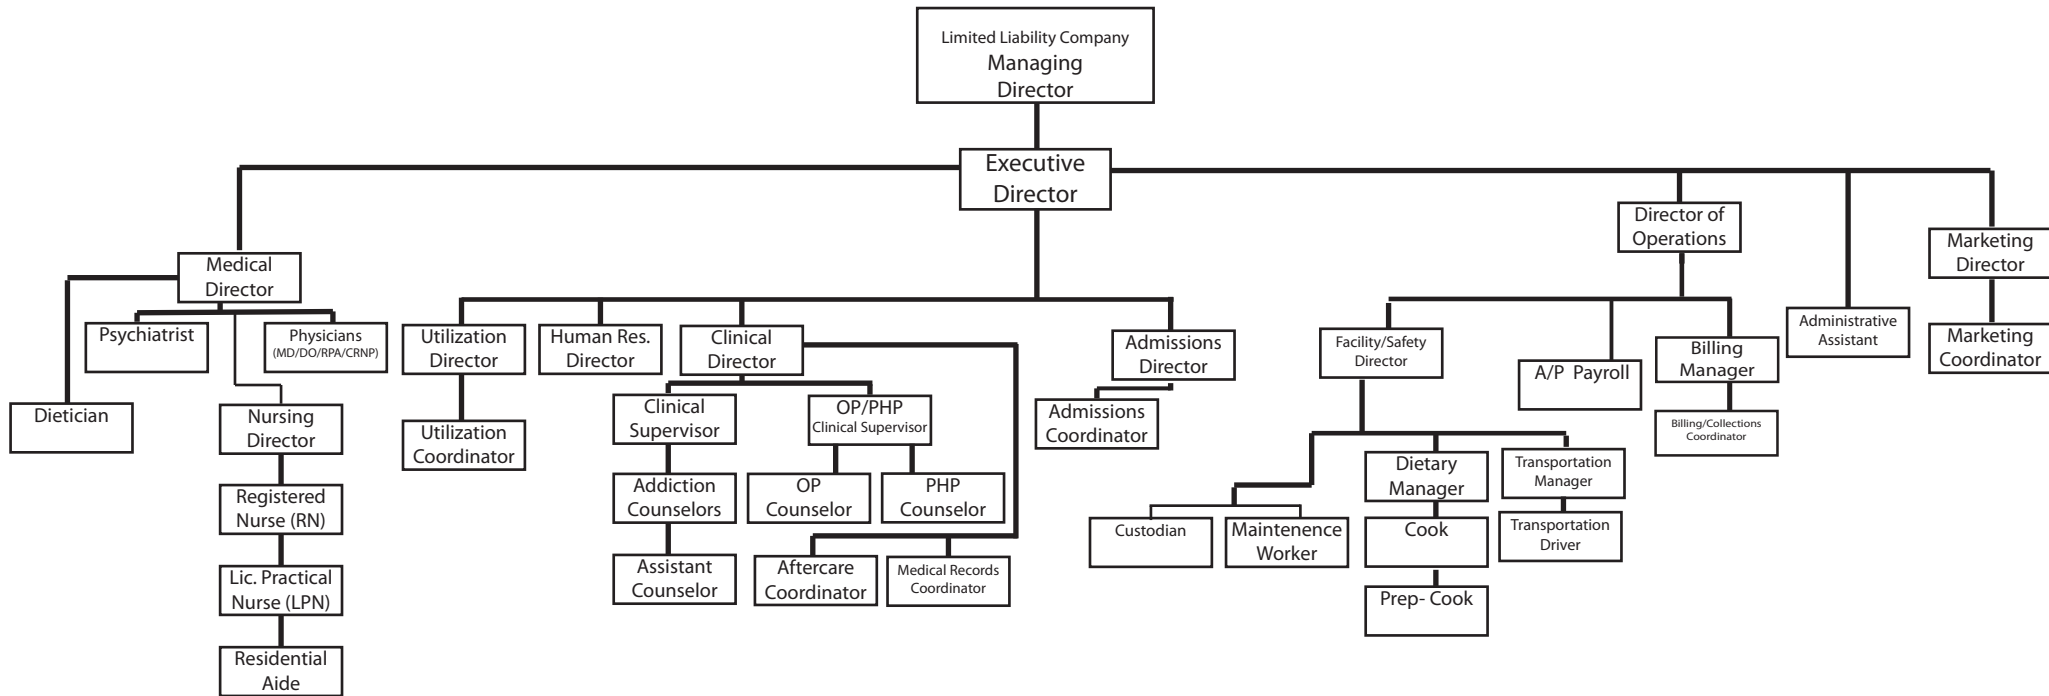 Limited Liability Company
Managing
Director
Executive
Director
Director of
Operations
Marketing
Director
Medical
Director
Psychiatrist
Physicians
(MD/DO/RPA/CRNP)
Utilization
Director
Human Res.
Director
Clinical
Director
Admissions
Director
Facility/Safety
Director
A/P Payroll
Billing
Manager
Administrative
Assistant
Marketing
Coordinator
Dietician
Nursing
Director
Utilization
Coordinator
Clinical
Supervisor
OP/PHP
Clinical Supervisor
Admissions
Coordinator
Billing/Collections
Coordinator
Registered
Nurse (RN)
Addiction
Counselors
OP
Counselor
PHP
Counselor
Dietary
Manager
Transportation
Manager
Custodian
Maintenence
Worker
Cook
Transportation
Driver
Lic. Practical
Nurse (LPN)
Assistant
Counselor
Aftercare
Coordinator
Medical Records
Coordinator
Prep- Cook
Residential
Aide